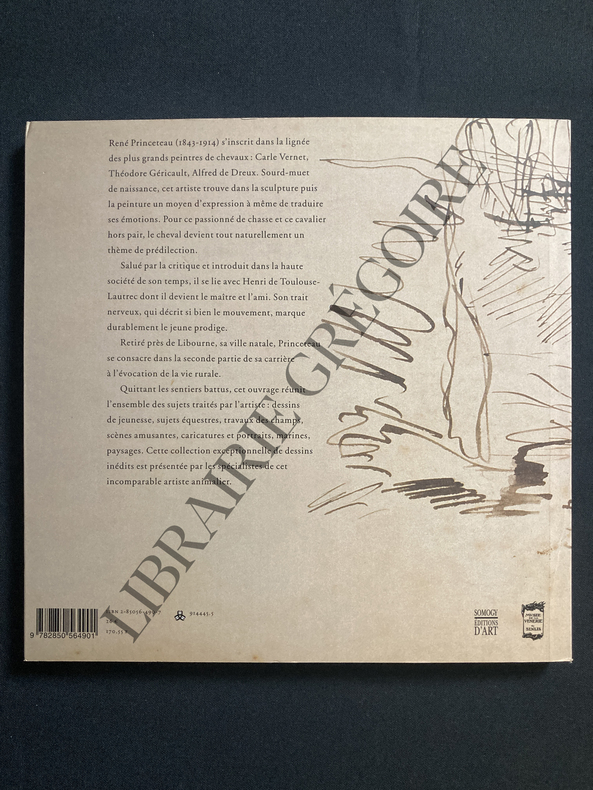 René Princeteau (1843-1914) s'inscrit dans la lignée
des plus grands peintres de chevaux : Carle Vernet,
Théodore Géricault, Alfred de Dreux. Sourd-muet
de naissance, cet artiste trouve dans la sculpture puis
la peinture un moyen d'expression à même de traduire
ses émotions. Pour ce passionné de chasse et ce cavalier
hors pair, le cheval devient tout naturellement un
thème de prédilection.
Salué par la critique et introduit dans la haute
société de son temps, il se lie avec Henri de Toulouse-
Lautrec dont il devient le maître et l'ami. Son trait
nerveux, qui décrit si bien le mouvement, marque
durablement le jeune prodige.
Retiré près de Libourne, sa ville natale, Princeteau
se consacre dans la seconde partie de sa carrière
à l'évocation de la vie rurale.
Quittant les sentiers battus, cet ouvrage réunit
l'ensemble des sujets traités par l'artiste : dessins
de jeunesse, sujets équestres, travaux des champs,
scènes amusantes, caricatures et portraits, marines,
paysages. Cette collection exceptionnelle de dessins
inédits est présentée par les spécialistes de cet
incomparable artiste animalier.
LIBRAIRIE GREGOIRE
9 782850 564901
SOMOGY
ÉDITIONS
D'ART
VENERIE
SENLIS